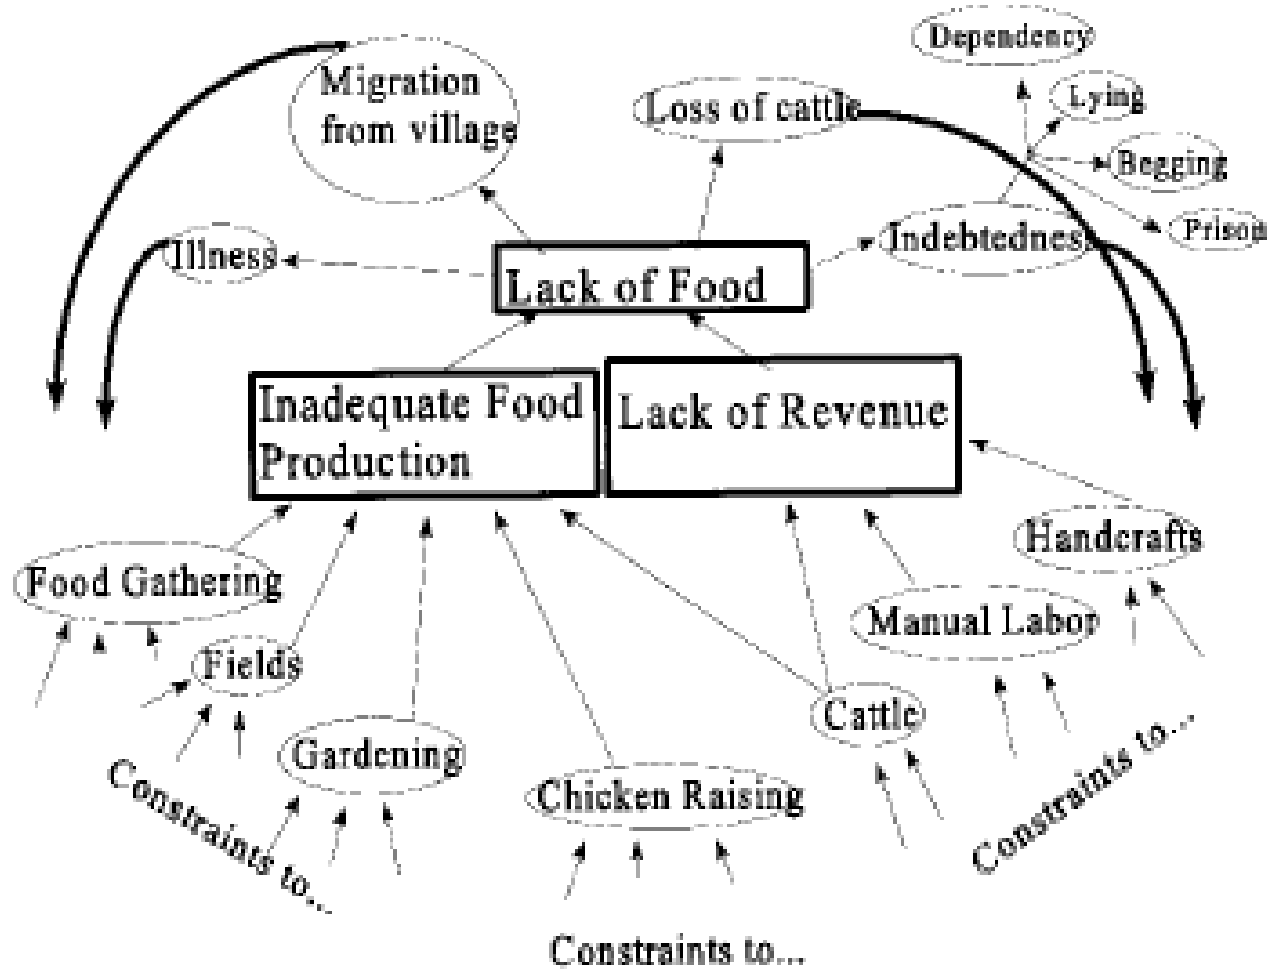 Dependency
Migration
from village
Loss of cattle
Lying
Begging
Prison
Illness
Indebtedness
Lack of Food
Inadequate Food
Production
Lack of Revenue
Handcrafts
Food Gathering
Manual Labor
Fields
Cattle
Gardening
Chicken Raising
Constraints to...
Constraints to...
Constraints to...